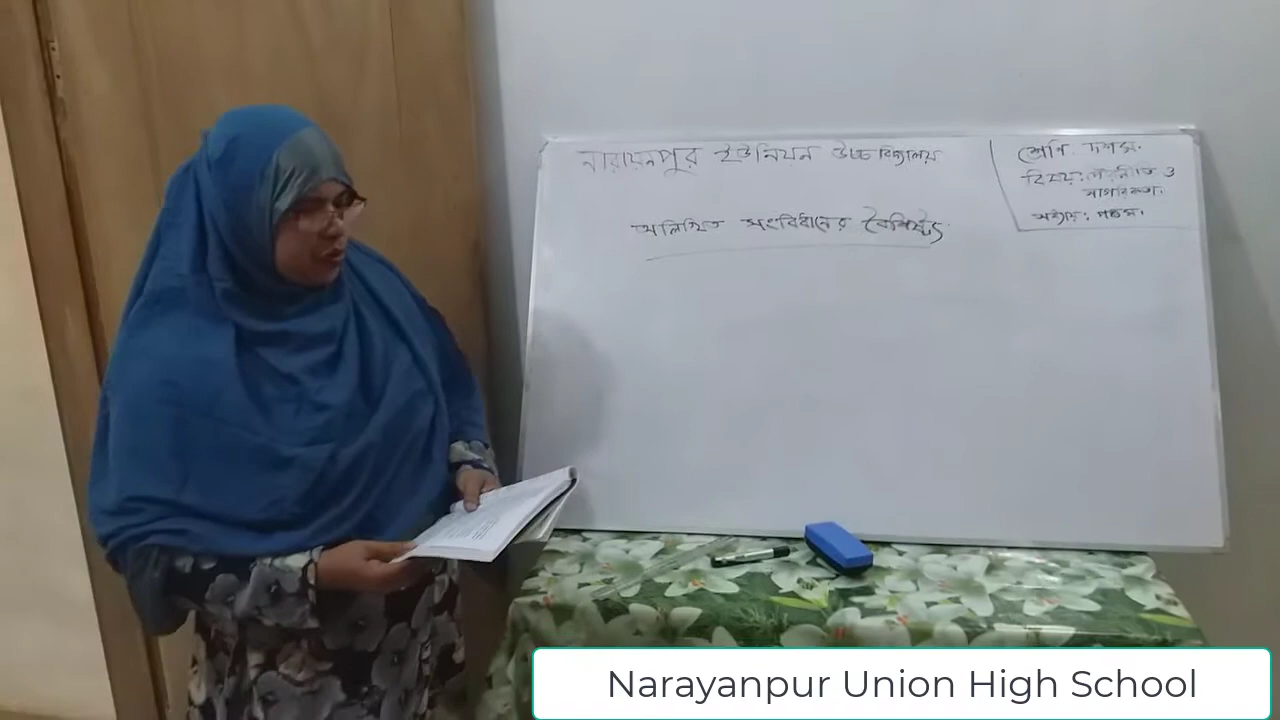 নারায়নপুর ইউনিয়ন উচ্চ বিদ্যালয়
শ্রেণি দশম.
বিষয়: পৌরনীতি ও
নাগরিকতা.
অধ্যায়: পঞ্চম.
অলিখিত সংবিধানের বৈশিষ্ট্য
Narayanpur Union High School